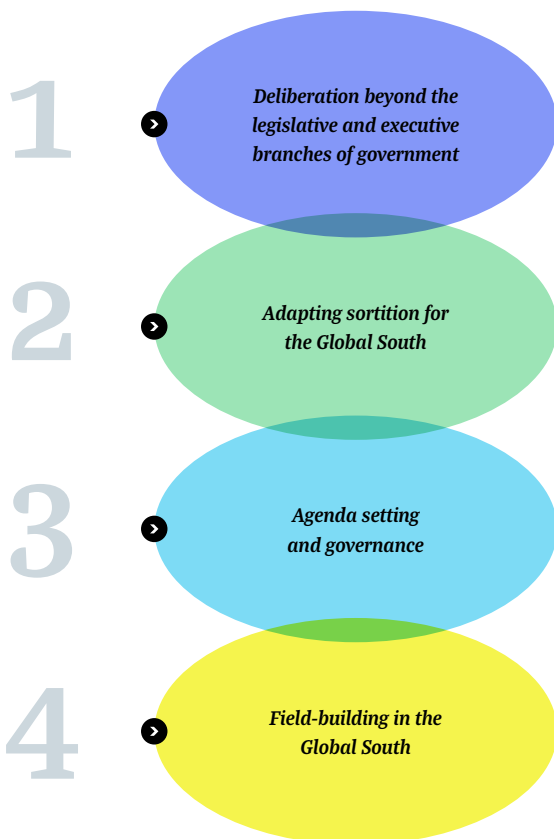 1
Deliberation beyond the
legislative and executive
branches of government
2
Adapting sortition for
the Global South
3
Agenda setting
and governance
4
Field-building in the
Global South